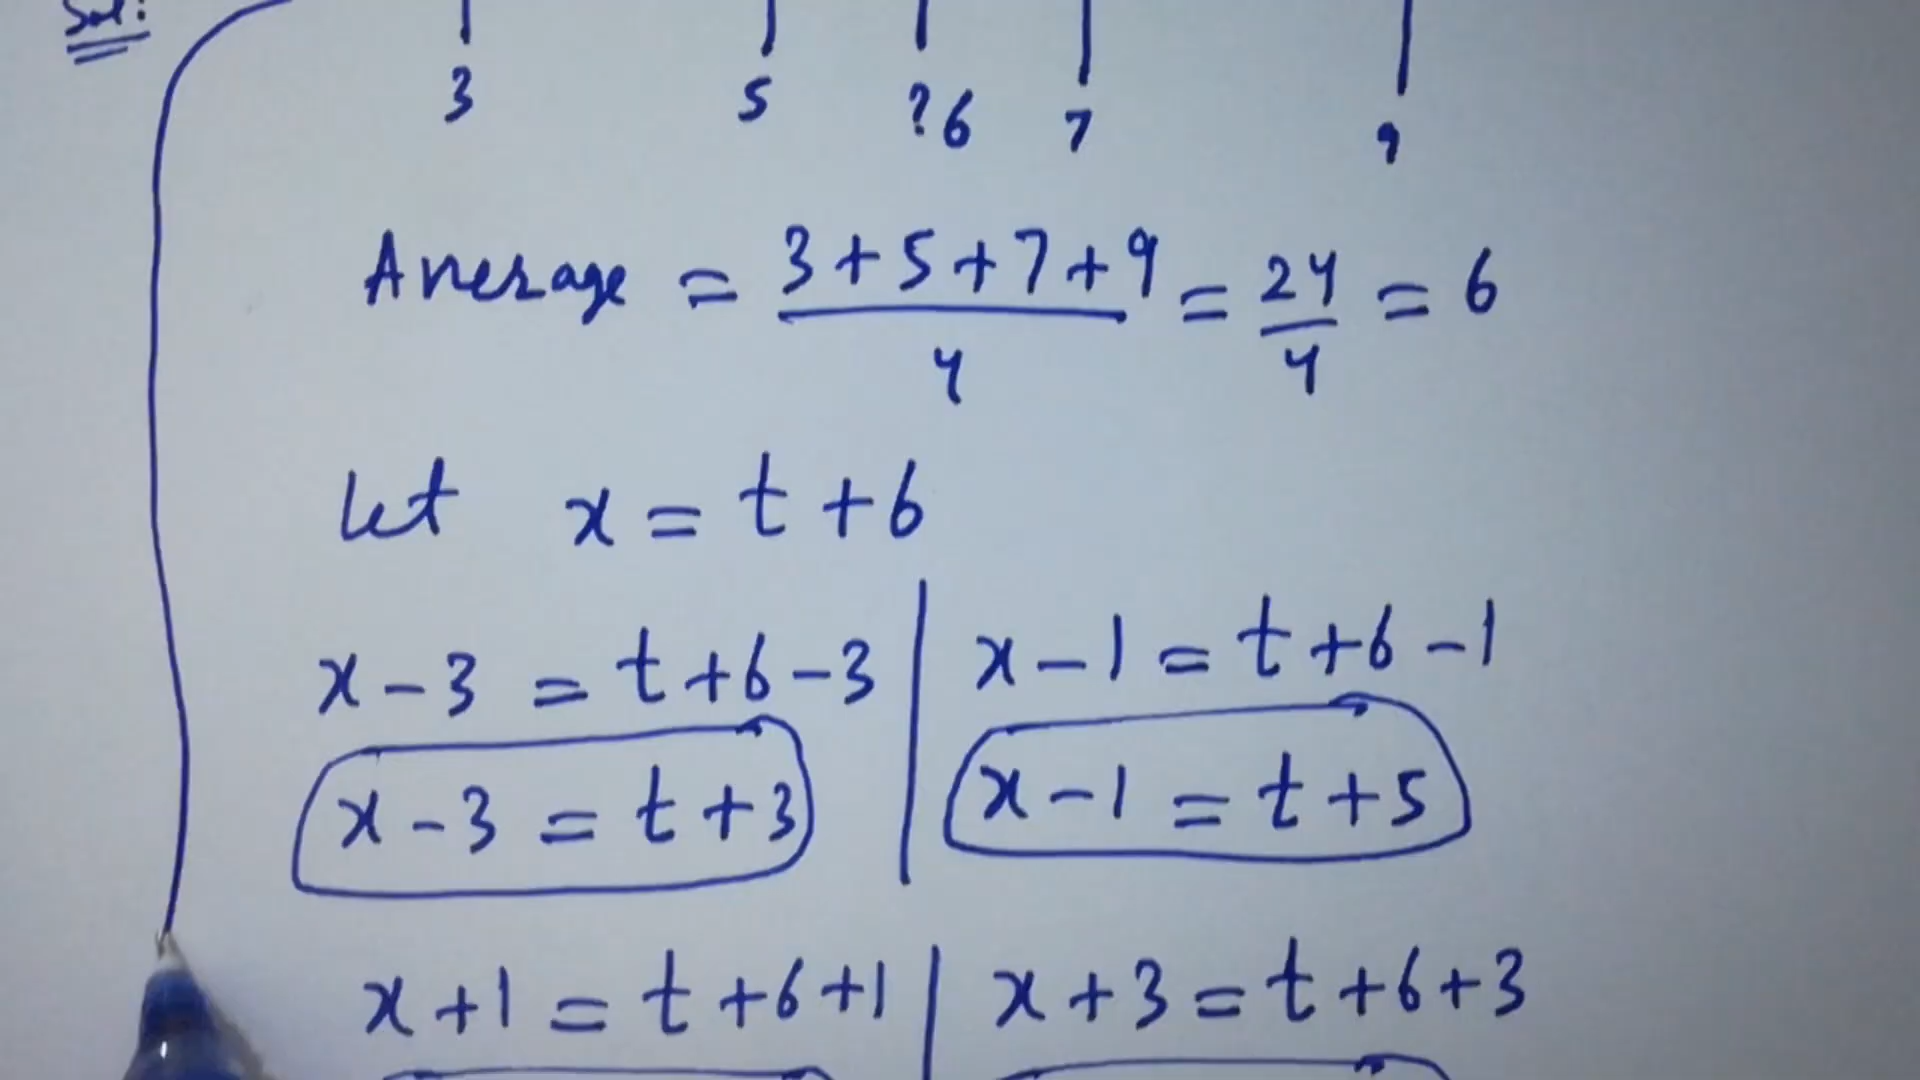 Sol:
3 5 ?6 7 9
Average = (3+5+7+9)/4 = 24/4 = 6
Let x = t+6
x-3 = t+6-3 | x-1 = t+6-1
x-3 = t+3 | x-1 = t+5
x+1 = t+6+1 | x+3 = t+6+3